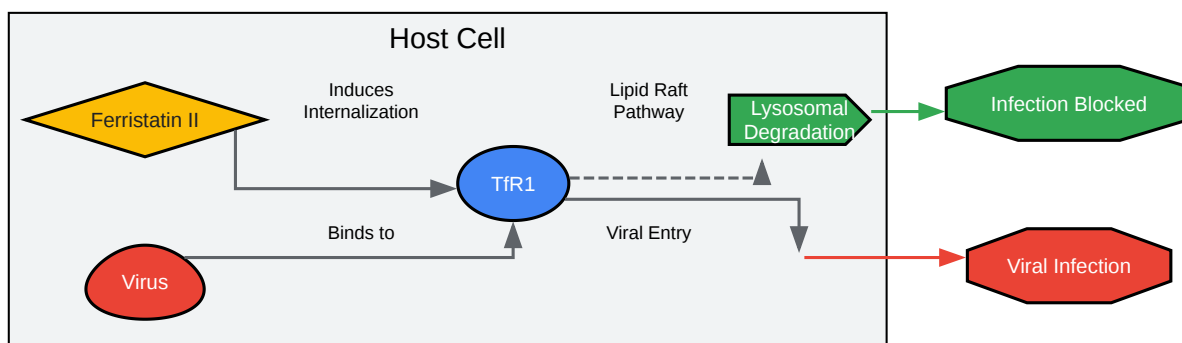 Host Cell
Induces
Internalization
Lipid Raft
Pathway
Ferristatin II
Lysosomal
Degradation
Infection Blocked
TfR1
Binds to
Viral Entry
Virus
Viral Infection